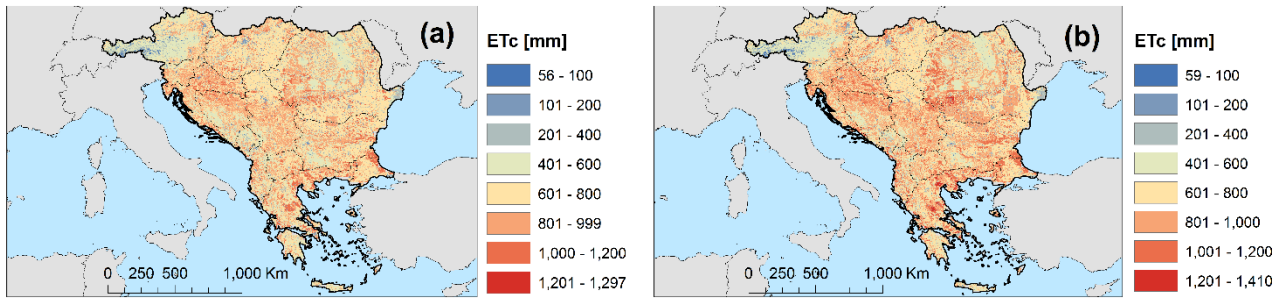 (a)
ETc [mm]
56 - 100
101 - 200
201 - 400
401 - 600
601 - 800
801 - 999
1,000 - 1,200
1,201 - 1,297
0 250 500 1,000 Km
(b)
ETc [mm]
59 - 100
101 - 200
201 - 400
401 - 600
601 - 800
801 - 1,000
1,001 - 1,200
1,201 - 1,410
0 250 500 1,000 Km